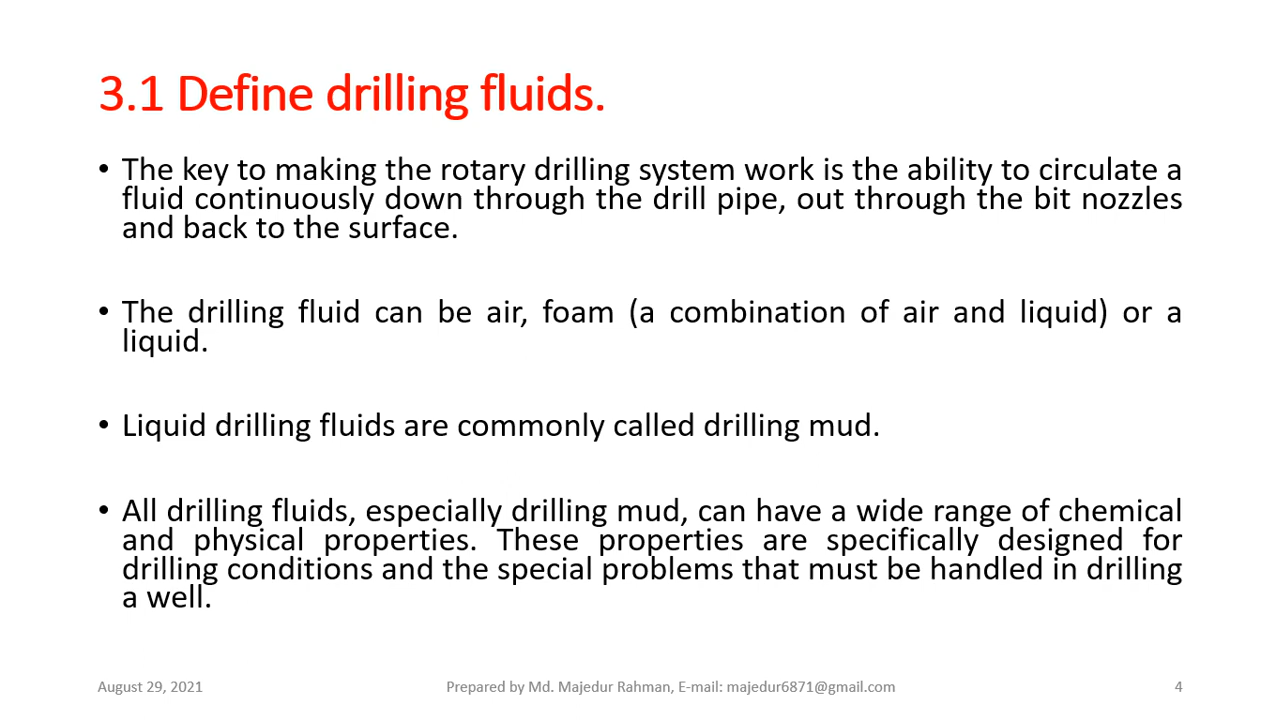 3.1 Define drilling fluids.
• The key to making the rotary drilling system work is the ability to circulate a
fluid continuously down through the drill pipe, out through the bit nozzles
and back to the surface.
• The drilling fluid can be air, foam (a combination of air and liquid) or a
liquid.
• Liquid drilling fluids are commonly called drilling mud.
• All drilling fluids, especially drilling mud, can have a wide range of chemical
and physical properties. These properties are specifically designed for
drilling conditions and the special problems that must be handled in drilling
a well.
August 29, 2021
Prepared by Md. Majedur Rahman, E-mail: majedur6871@gmail.com
4